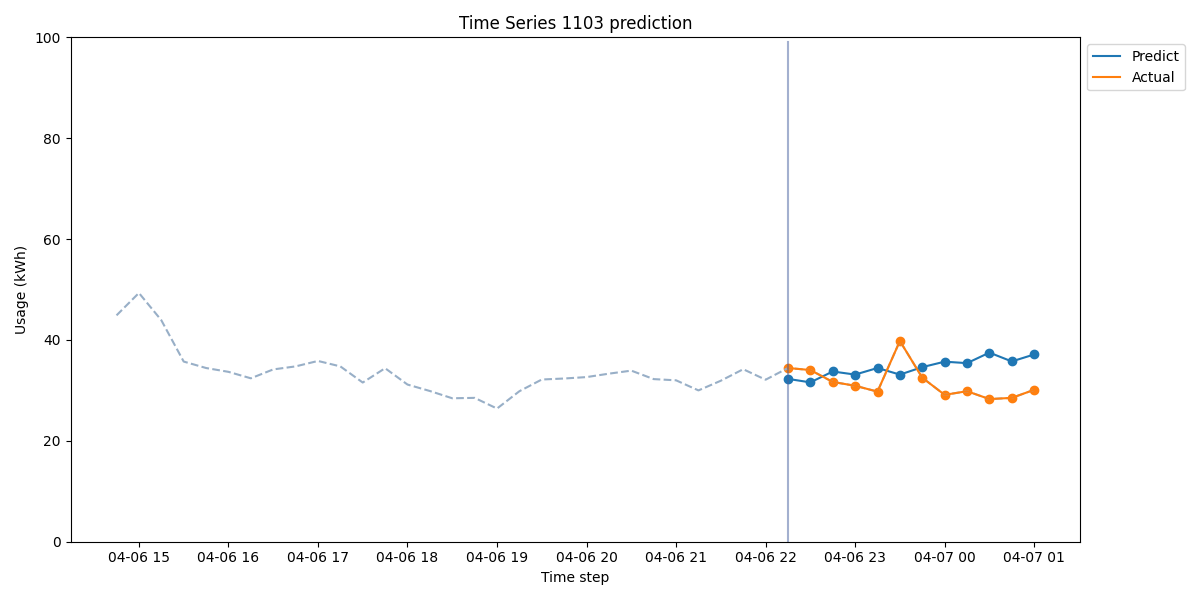 Time Series 1103 prediction
Predict
Actual
Usage (kWh)
100
80
60
40
20
0
04-06 15 04-06 16 04-06 17 04-06 18 04-06 19 04-06 20 04-06 21 04-06 22 04-06 23 04-07 00 04-07 01
Time step